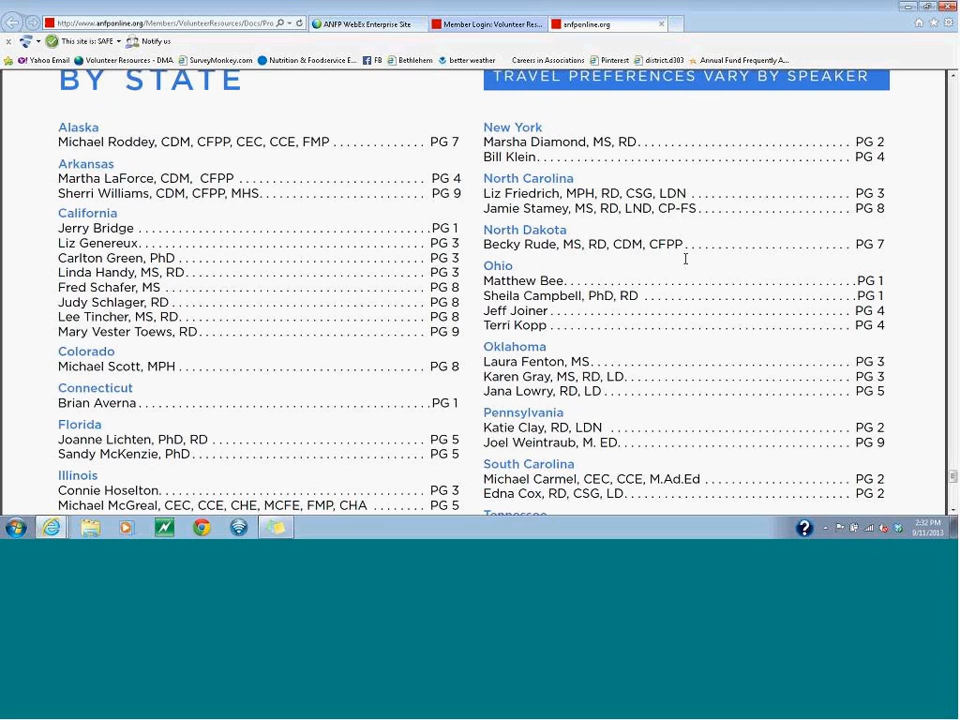 http://www.anfponline.org/Members/VolunteerResources/Docs/Pro
ANFP WebEx Enterprise Site
Member Login: Volunteer Res...
anfponline.org
x
This site is: SAFE
Notify us
Yahoo Email
Volunteer Resources - DMA
SurveyMonkey.com
Nutrition & Foodservice E...
FB
Bethlehem
better weather
Careers in Associations
Pinterest
district.d303
Annual Fund Frequently A...
BY STATE
Alaska
Michael Roddey, CDM, CFPP, CEC, CCE, FMP .............. PG 7
Arkansas
Martha LaForce, CDM, CFPP ........................ PG 4
Sherri Williams, CDM, CFPP, MHS...................... PG 9
California
Jerry Bridge .....................................PG 1
Liz Genereux..................................... PG 3
Carlton Green, PhD ............................... PG 3
Linda Handy, MS, RD.............................. PG 3
Fred Schafer, MS ................................. PG 8
Judy Schlager, RD ................................ PG 8
Lee Tincher, MS, RD............................... PG 8
Mary Vester Toews, RD............................ PG 9
Colorado
Michael Scott, MPH ............................... PG 8
Connecticut
Brian Averna.....................................PG 1
Florida
Joanne Lichten, PhD, RD ........................... PG 5
Sandy McKenzie, PhD.............................. PG 5
Illinois
Connie Hoselton................................... PG 3
Michael McGreal, CEC, CCE, CHE, MCFE, FMP, CHA ........ PG 5
TRAVEL PREFERENCES VARY BY SPEAKER
New York
Marsha Diamond, MS, RD........................... PG 2
Bill Klein........................................ PG 4
North Carolina
Liz Friedrich, MPH, RD, CSG, LDN .................... PG 3
Jamie Stamey, MS, RD, LND, CP-FS................... PG 8
North Dakota
Becky Rude, MS, RD, CDM, CFPP..................... PG 7
Ohio
Matthew Bee.....................................PG 1
Sheila Campbell, PhD, RD ..........................PG 1
Jeff Joiner...................................... PG 4
Terri Kopp ...................................... PG 4
Oklahoma
Laura Fenton, MS................................. PG 3
Karen Gray, MS, RD, LD............................ PG 3
Jana Lowry, RD, LD ............................... PG 5
Pennsylvania
Katie Clay, RD, LDN .............................. PG 2
Joel Weintraub, M. ED............................. PG 9
South Carolina
Michael Carmel, CEC, CCE, M.Ad.Ed .................. PG 2
Edna Cox, RD, CSG, LD............................ PG 2
Tennessee
2:32 PM
9/11/2013